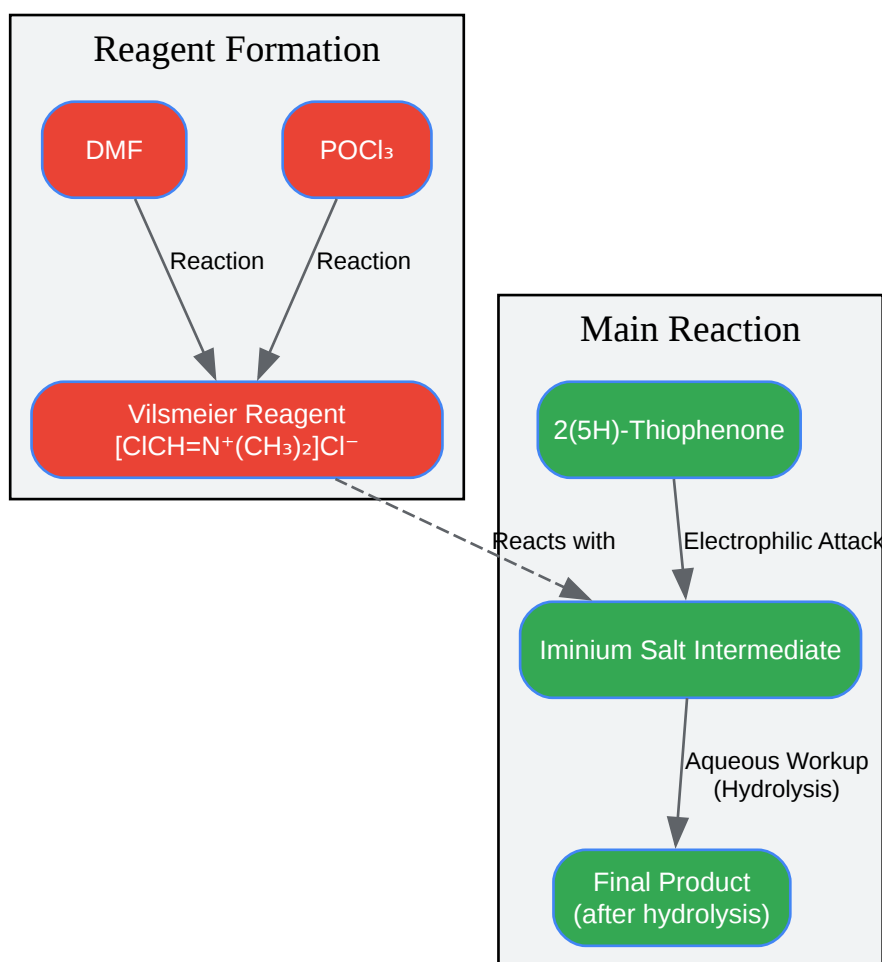 Reagent Formation
DMF
POCl₃
Reaction
Reaction
Vilsmeier Reagent
[ClCH=N⁺(CH₃)₂]Cl⁻
Main Reaction
2(5H)-Thiophenone
Reacts with
Electrophilic Attack
Iminium Salt Intermediate
Aqueous Workup
(Hydrolysis)
Final Product
(after hydrolysis)